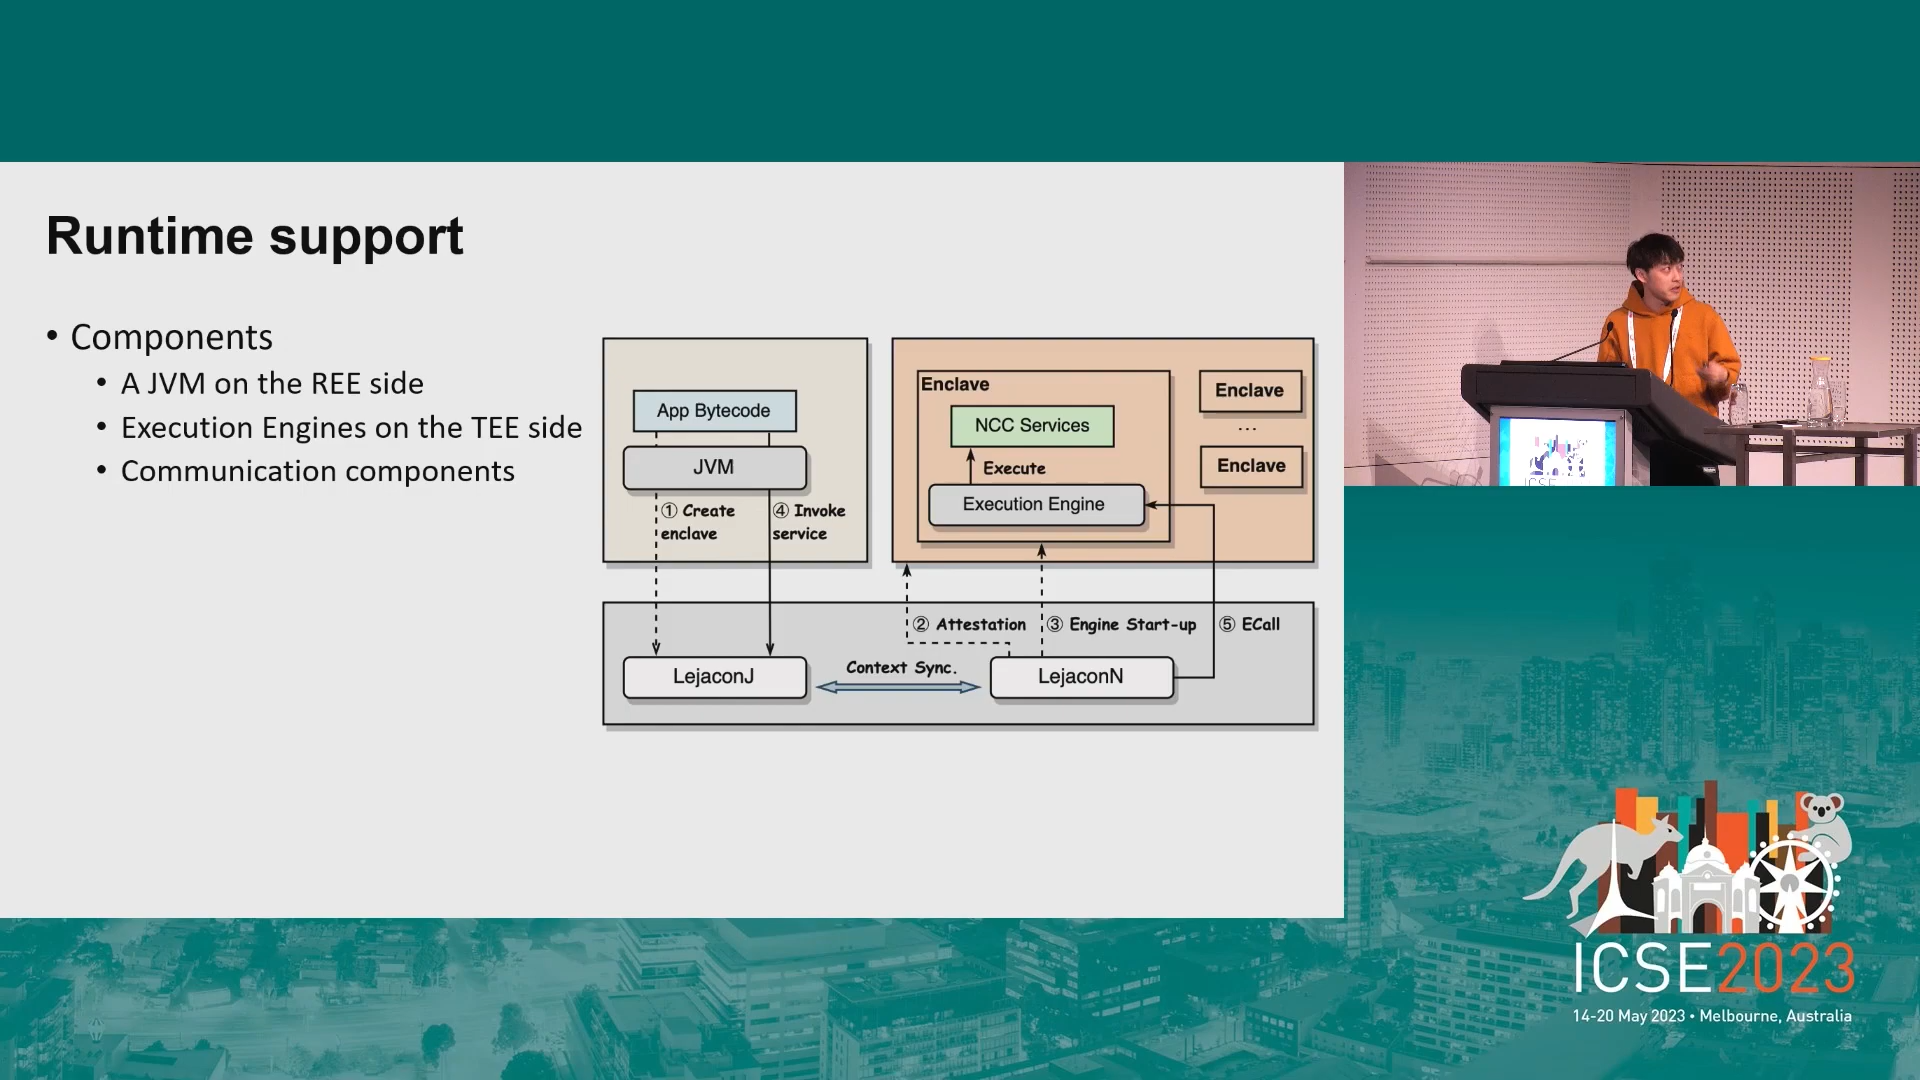 Runtime support
• Components
• A JVM on the REE side
• Execution Engines on the TEE side
• Communication components
App Bytecode
JVM
① Create
enclave
④ Invoke
service
Enclave
NCC Services
Execute
Execution Engine
Enclave
...
Enclave
② Attestation
③ Engine Start-up
⑤ ECall
LejaconJ
Context Sync.
LejaconN
ICSE
ICSE2023
14-20 May 2023 • Melbourne, Australia